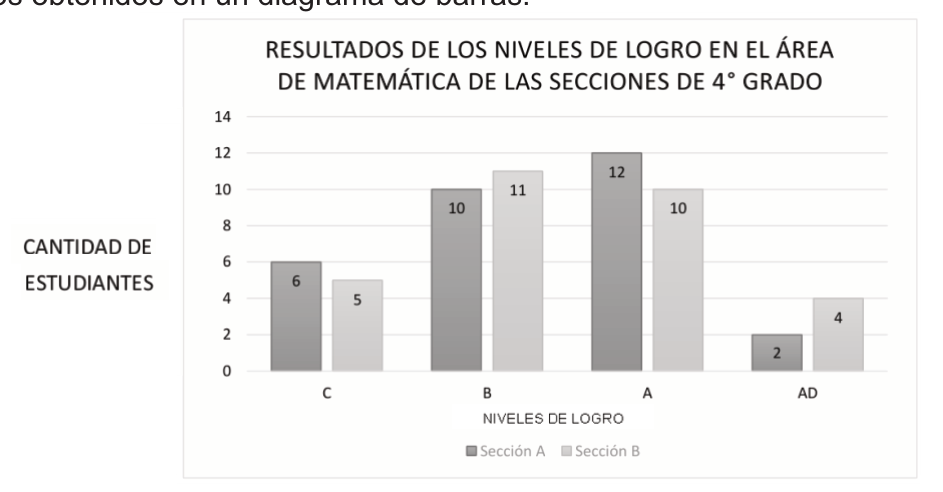 os obtenidos en un diagrama de barras.
RESULTADOS DE LOS NIVELES DE LOGRO EN EL ÁREA
DE MATEMÁTICA DE LAS SECCIONES DE 4° GRADO
14
12
10
8
6
4
2
0
CANTIDAD DE
ESTUDIANTES
6
5
10
11
12
10
2
4
C B A AD
NIVELES DE LOGRO
Sección A Sección B